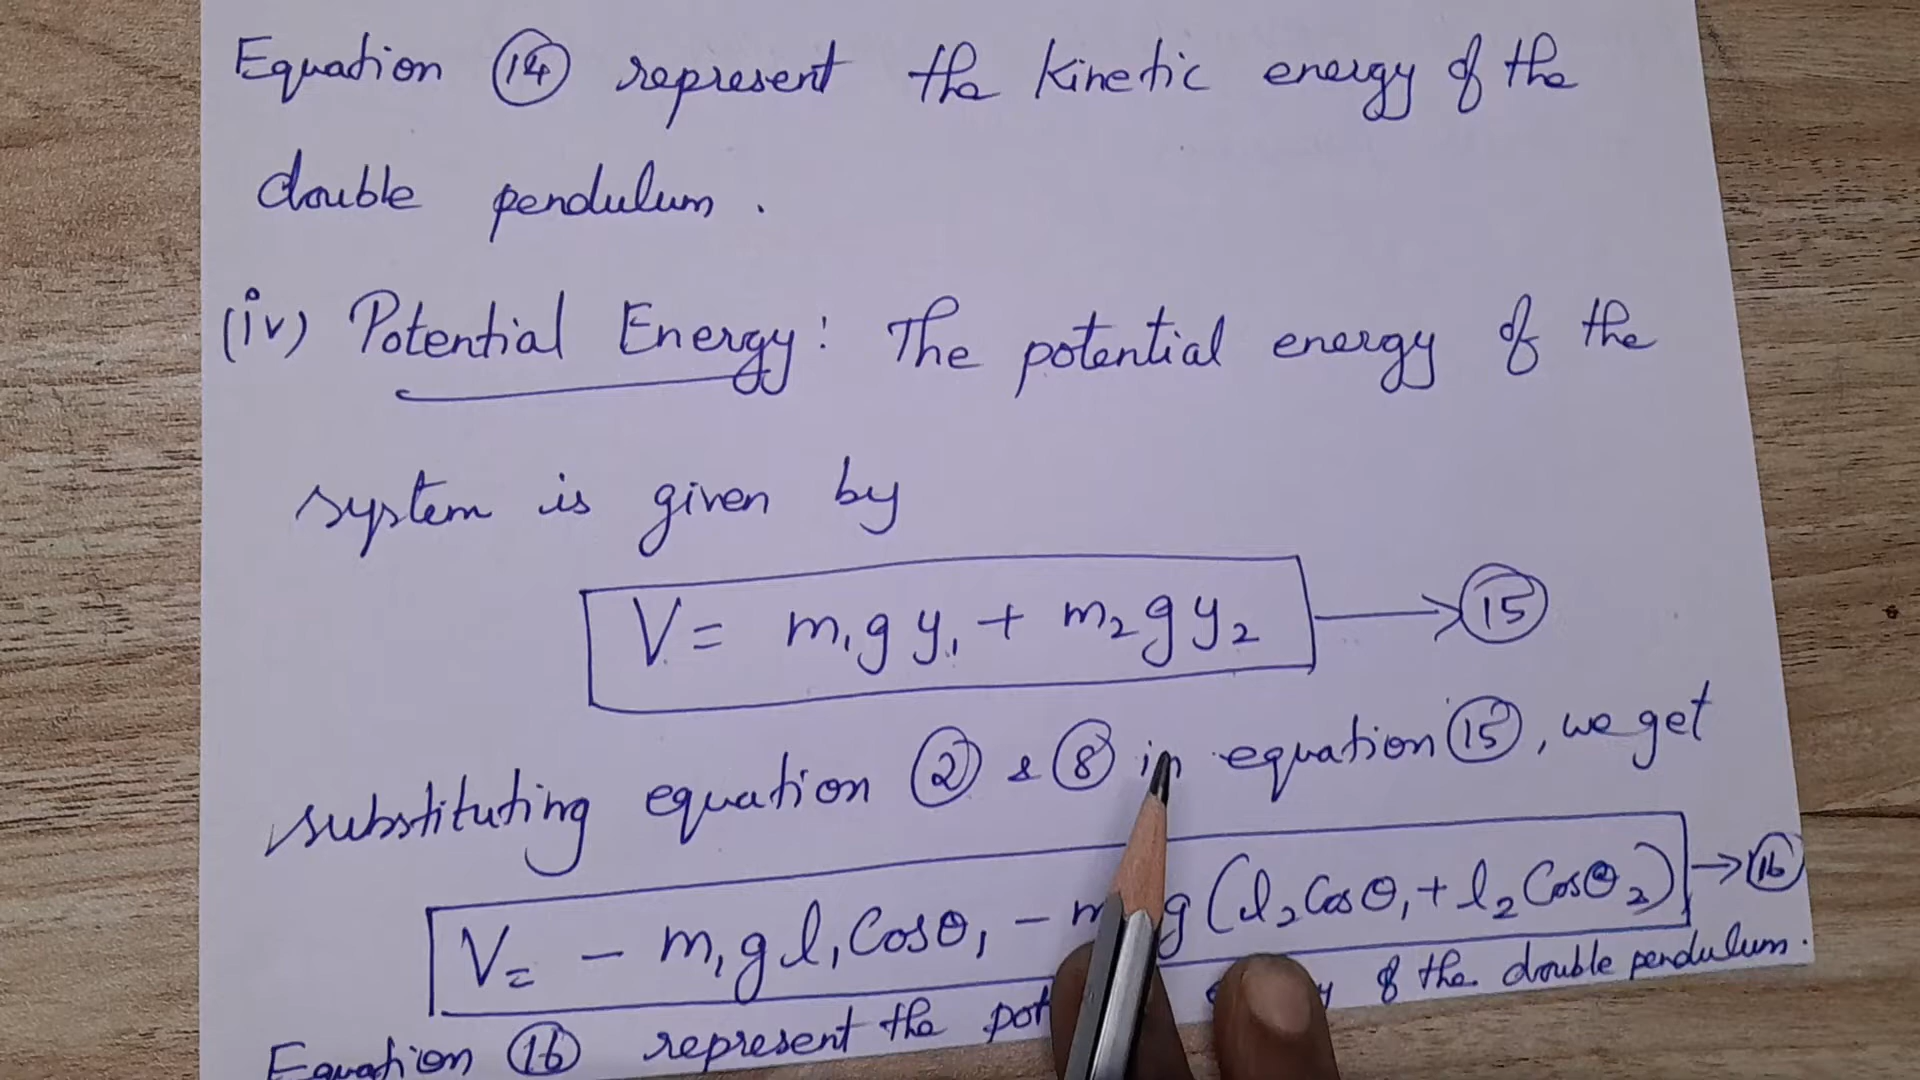 Equation (14) represent the kinetic energy of the
double pendulum.
(iv) Potential Energy: The potential energy of the
system is given by
V = m₁gy₁ + m₂gy₂ → (15)
substituting equation (2) & (8) in equation (15), we get
V = - m₁gl₁Cosθ₁ - m g(l₂Cosθ₁ + l₂Cosθ₂) → (16)
Equation (16) represent the of the double pendulum.